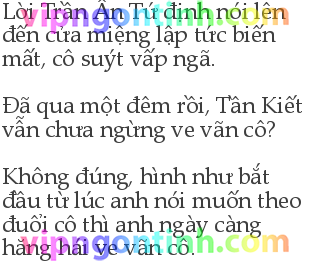 Lời Trần Ân Tứ định nói lên
đến cửa miệng lập tức biến
mất, cô suýt vấp ngã.
Đã qua một đêm rồi, Tần Kiết
vẫn chưa ngừng ve vãn cô?
Không đúng, hình như bắt
đầu từ lúc anh nói muốn theo
đuổi cô thì anh ngày càng
hăng hái ve vãn cô.
vipngontinh.com
vipngontinh.com
vipngontinh.com